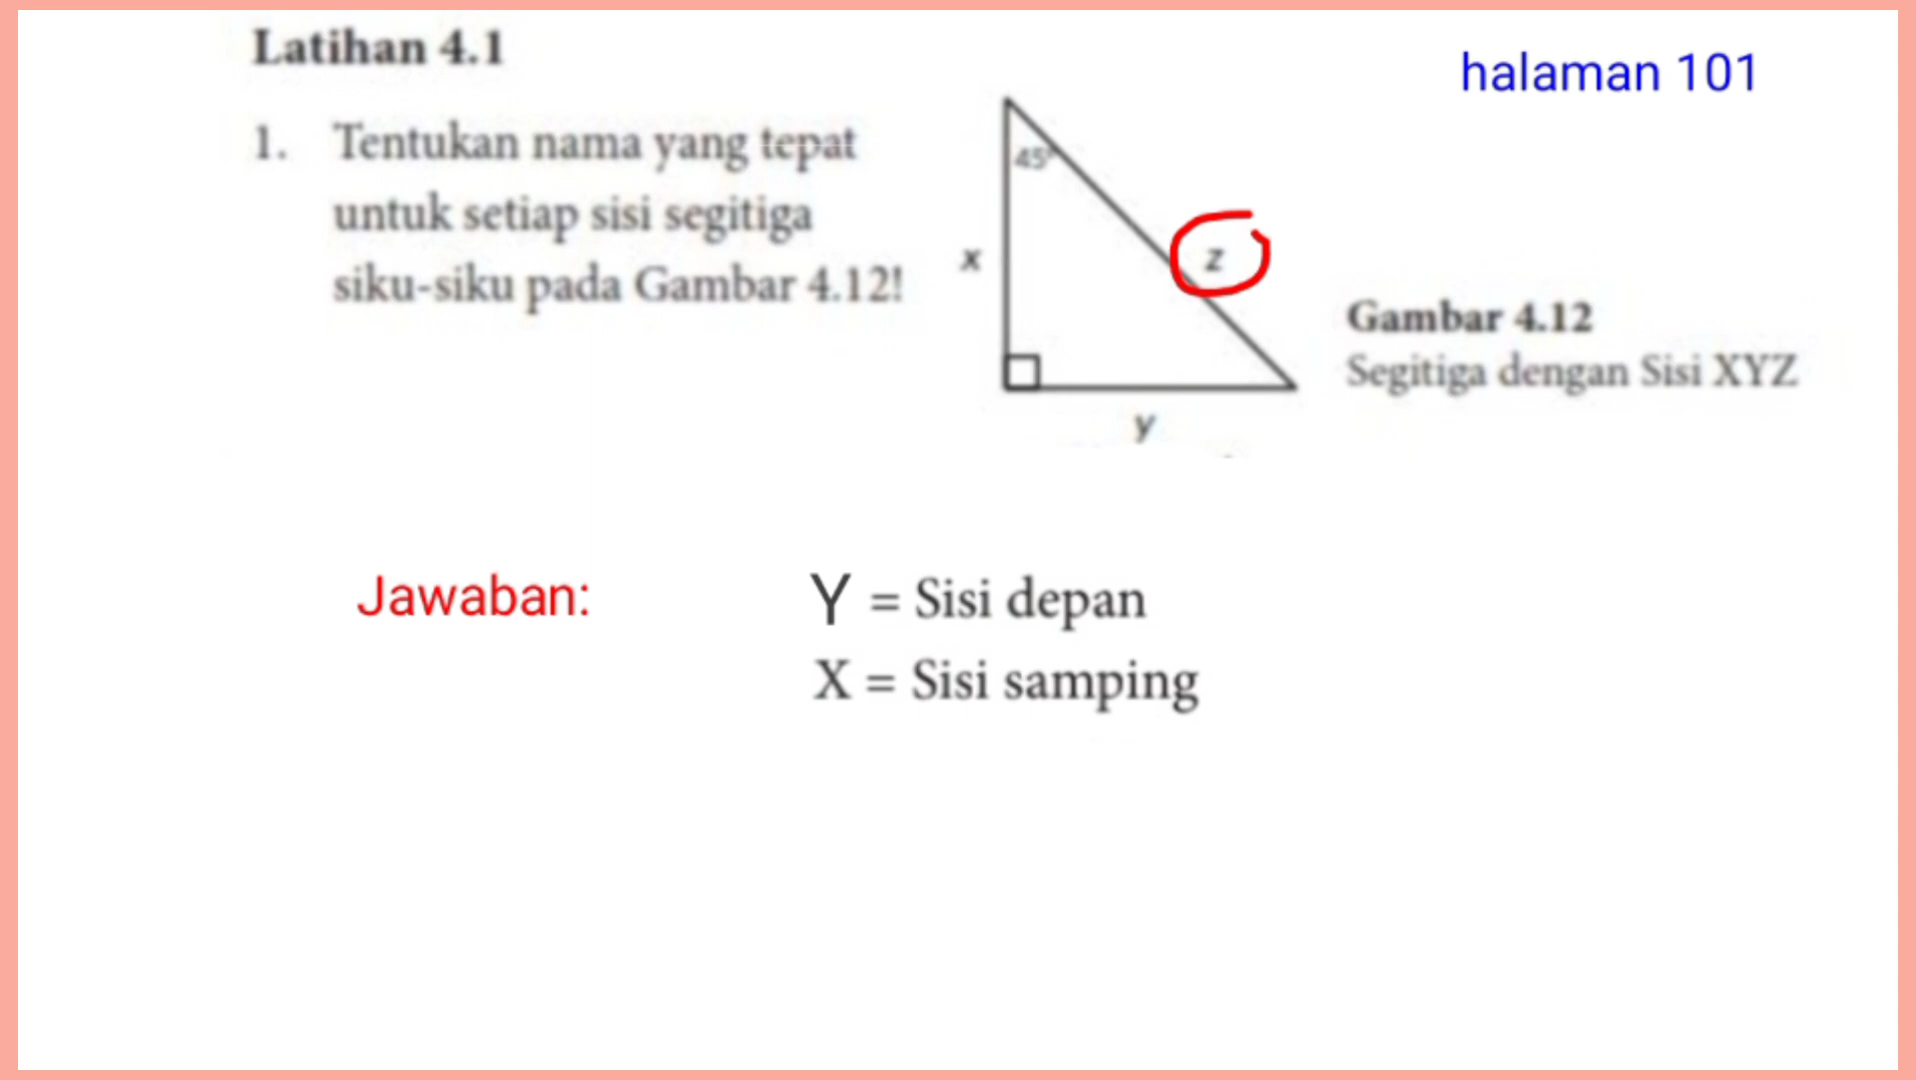 Latihan 4.1
halaman 101
1. Tentukan nama yang tepat
untuk setiap sisi segitiga
siku-siku pada Gambar 4.12!
45°
x
z
y
Gambar 4.12
Segitiga dengan Sisi XYZ
Jawaban:
Y = Sisi depan
X = Sisi samping